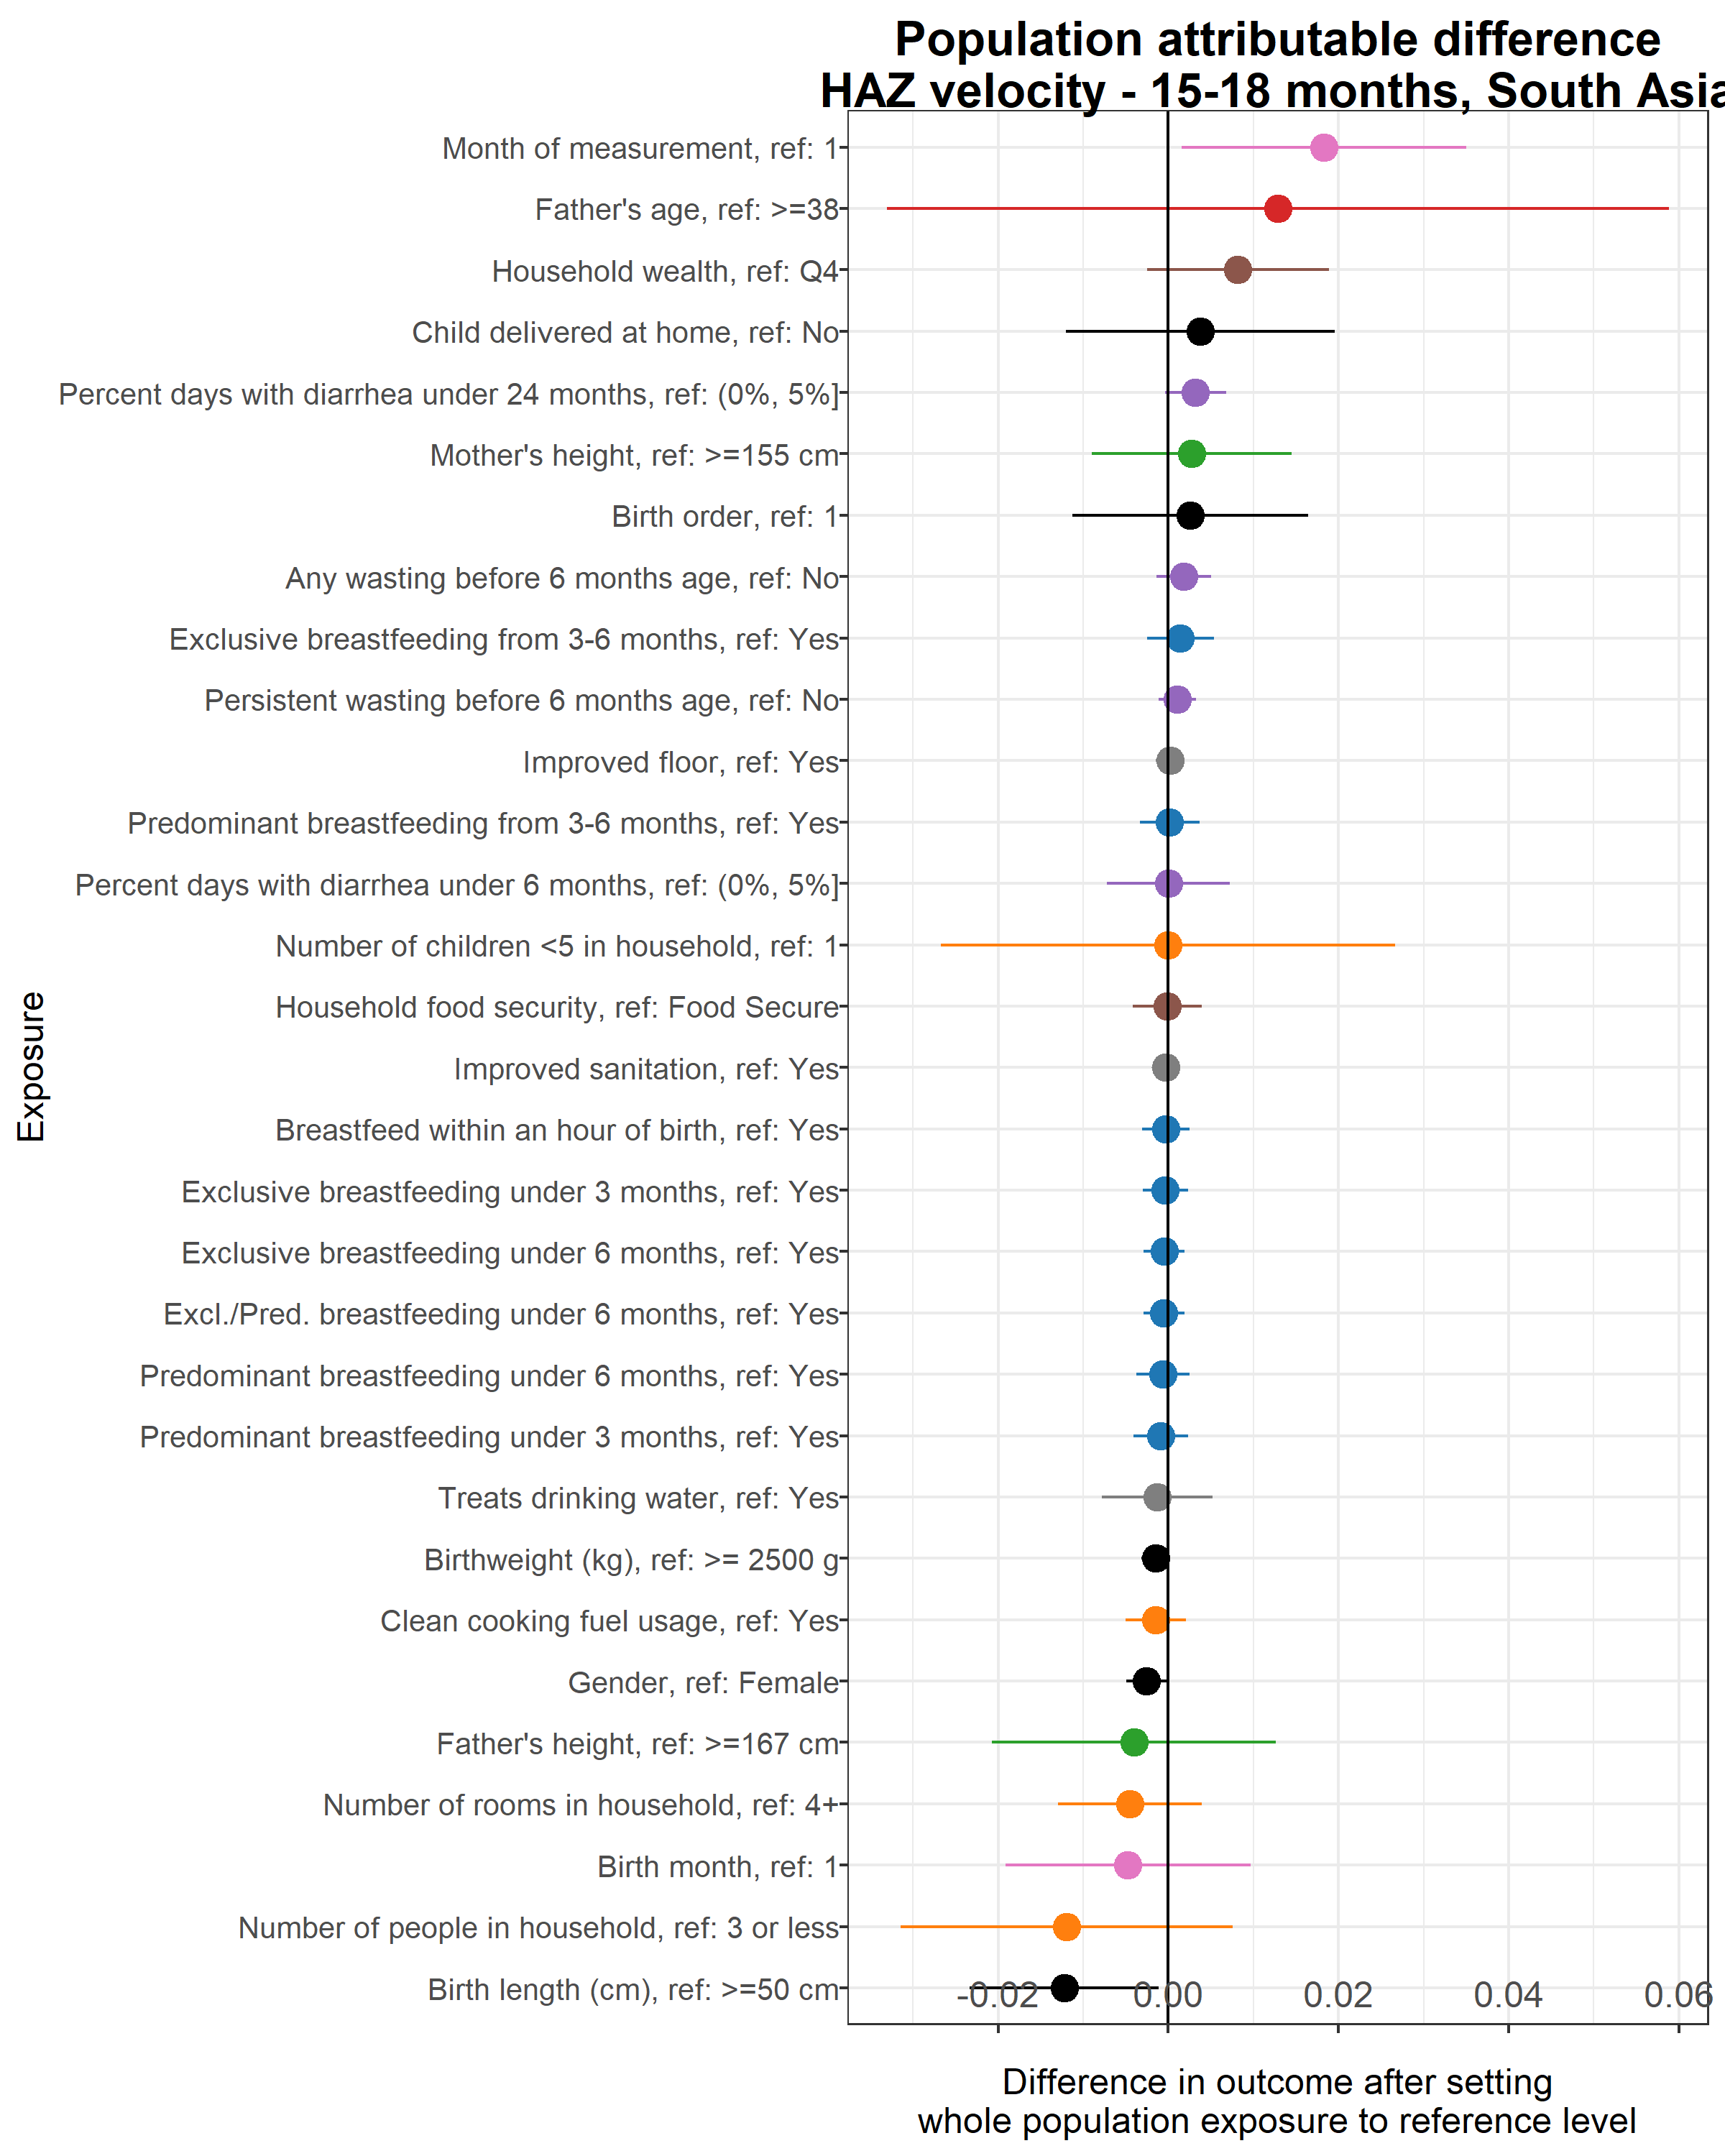 Population attributable difference
HAZ velocity - 15-18 months, South Asia
Month of measurement, ref: 1
Father's age, ref: >=38
Household wealth, ref: Q4
Child delivered at home, ref: No
Percent days with diarrhea under 24 months, ref: (0%, 5%]
Mother's height, ref: >=155 cm
Birth order, ref: 1
Any wasting before 6 months age, ref: No
Exclusive breastfeeding from 3-6 months, ref: Yes
Persistent wasting before 6 months age, ref: No
Improved floor, ref: Yes
Predominant breastfeeding from 3-6 months, ref: Yes
Percent days with diarrhea under 6 months, ref: (0%, 5%]
Number of children <5 in household, ref: 1
Household food security, ref: Food Secure
Improved sanitation, ref: Yes
Breastfeed within an hour of birth, ref: Yes
Exclusive breastfeeding under 3 months, ref: Yes
Exclusive breastfeeding under 6 months, ref: Yes
Excl./Pred. breastfeeding under 6 months, ref: Yes
Predominant breastfeeding under 6 months, ref: Yes
Predominant breastfeeding under 3 months, ref: Yes
Treats drinking water, ref: Yes
Birthweight (kg), ref: >= 2500 g
Clean cooking fuel usage, ref: Yes
Gender, ref: Female
Father's height, ref: >=167 cm
Number of rooms in household, ref: 4+
Birth month, ref: 1
Number of people in household, ref: 3 or less
Birth length (cm), ref: >=50 cm
Exposure
-0.02 0.00 0.02 0.04 0.06
Difference in outcome after setting
whole population exposure to reference level